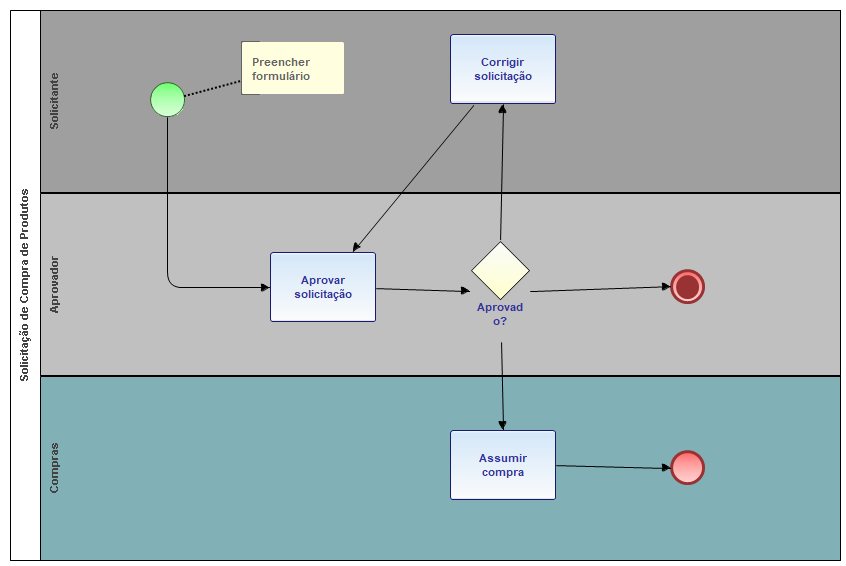 Solicitação de Compra de Produtos
Solicitante
Preencher
formulário
Corrigir
solicitação
Aprovador
Aprovar
solicitação
Aprovad
o?
Compras
Assumir
compra